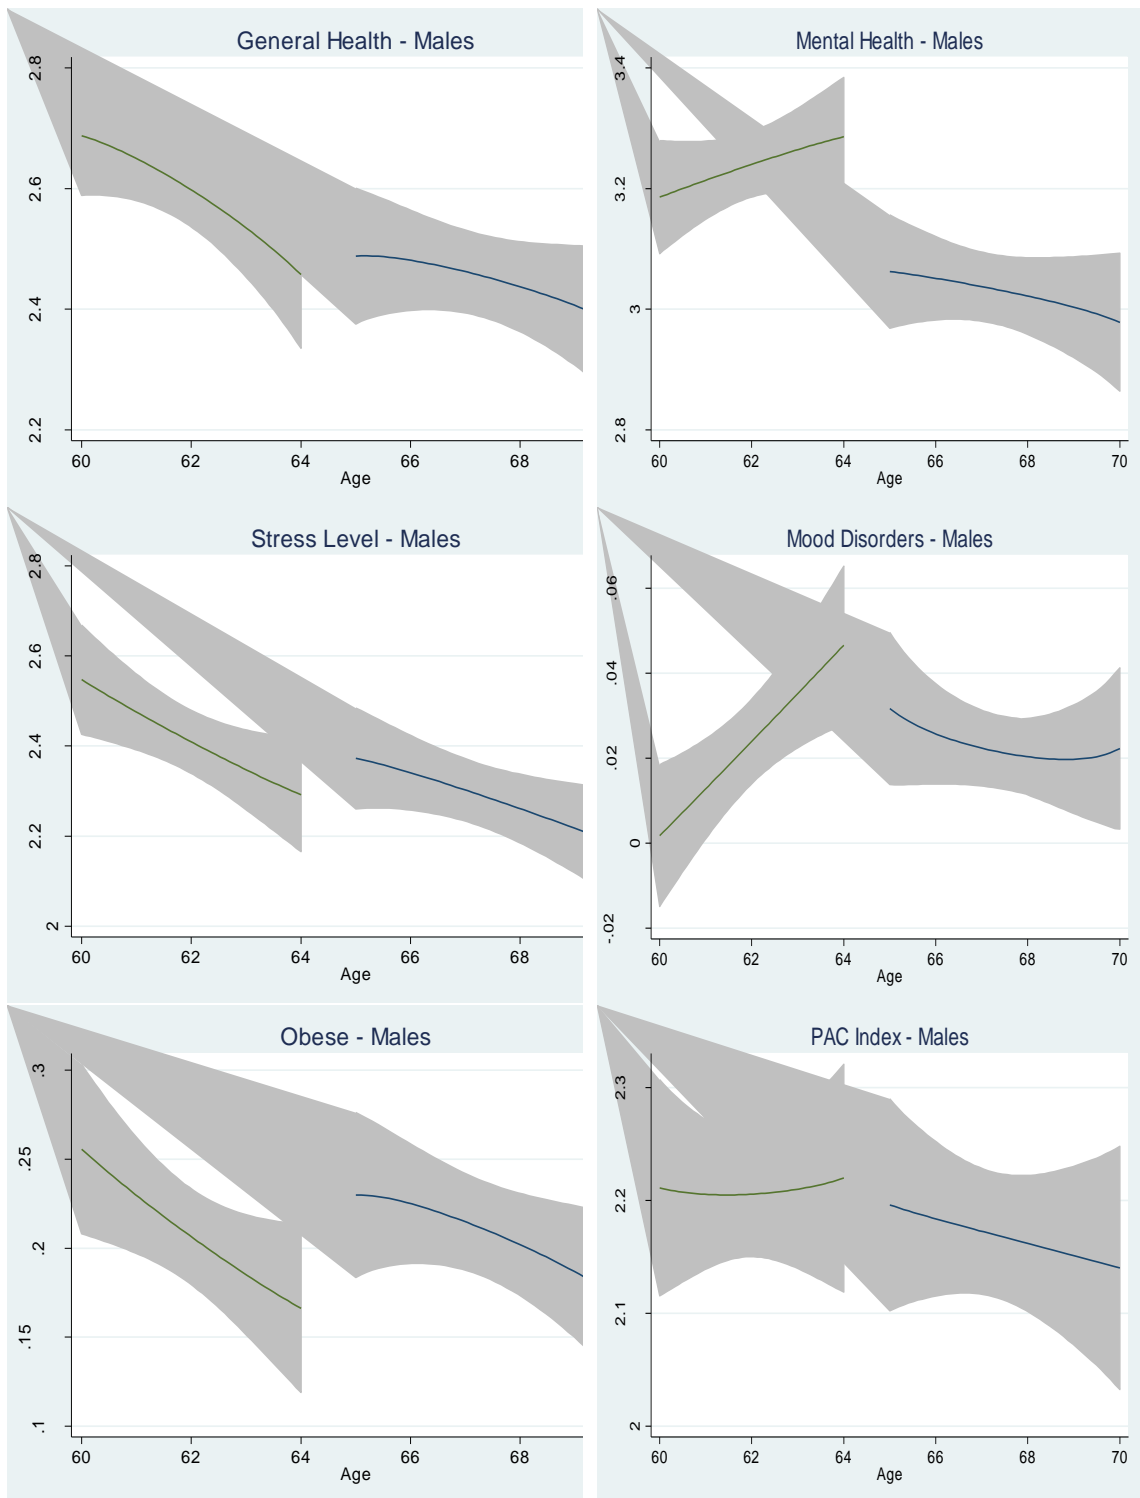 General Health - Males
2.8
2.6
2.4
2.2
60 62 64 66 68
Age
Mental Health - Males
3.4
3.2
3
2.8
60 62 64 66 68 70
Age
Stress Level - Males
2.8
2.6
2.4
2.2
2
60 62 64 66 68
Age
Mood Disorders - Males
.06
.04
.02
0
-.02
60 62 64 66 68 70
Age
Obese - Males
.3
.25
.2
.15
.1
60 62 64 66 68
Age
PAC Index - Males
2.3
2.2
2.1
2
60 62 64 66 68 70
Age